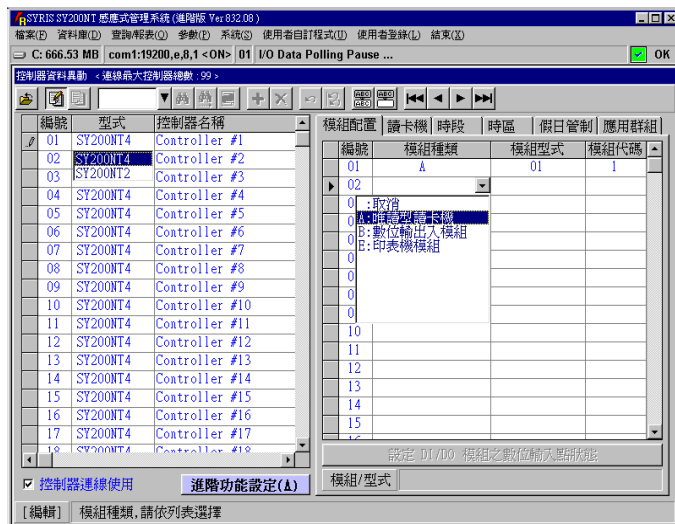 SYRIS SY200NT 感應式管理系統 (進階版 Ver 832.08 )
檔案(F) 資料庫(D) 查詢/報表(Q) 參數(P) 系統(S) 使用者自訂程式(U) 使用者登錄(L) 結束(X)
C: 666.53 MB com1:19200,e,8,1 <ON> 01 I/O Data Polling Pause ... OK
控制器資料異動 <連線最大控制器總數 : 99 >
編號 型式 控制器名稱
01 SY200NT4 Controller #1
02 SY200NT4 Controller #2
SY200NT2
03 Controller #3
04 SY200NT4 Controller #4
05 SY200NT4 Controller #5
06 SY200NT4 Controller #6
07 SY200NT4 Controller #7
08 SY200NT4 Controller #8
09 SY200NT4 Controller #9
10 SY200NT4 Controller #10
11 SY200NT4 Controller #11
12 SY200NT4 Controller #12
13 SY200NT4 Controller #13
14 SY200NT4 Controller #14
15 SY200NT4 Controller #15
16 SY200NT4 Controller #16
17 SY200NT4 Controller #17
18 SY200NT4 Controller #18
控制器連線使用 進階功能設定(A)
模組配置 讀卡機 時段 時區 假日管制 應用群組
編號 模組種類 模組型式 模組代碼
01 A 01 1
02
:取消
A:唯讀型讀卡機
B:數位輸出入模組
E:印表機模組
10
11
12
13
14
15
設定 DI/DO 模組之數位輸入點狀態
模組/型式
[編輯] 模組種類,請依列表選擇